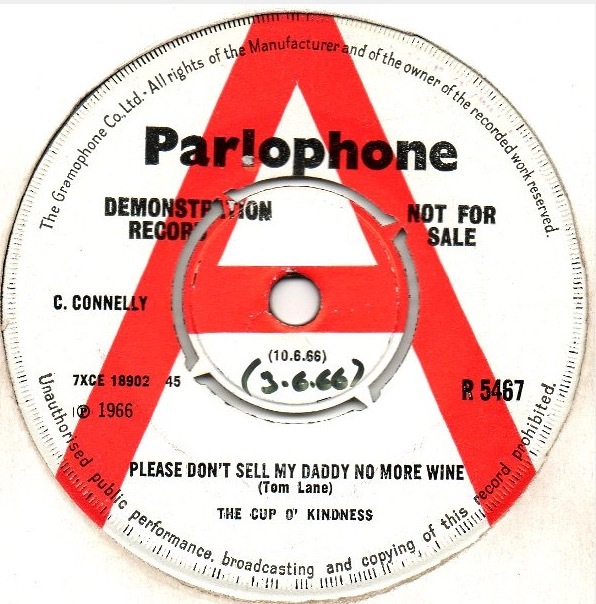 The Gramophone Co. Ltd. - All rights of the Manufacturer and of the owner of the recorded work reserved.
Parlophone
DEMONSTRATION
RECORD
NOT FOR
SALE
C. CONNELLY
(10.6.66)
(3-6-66)
7XCE 18902 45
Ⓟ 1966
R 5467
PLEASE DON'T SELL MY DADDY NO MORE WINE
(Tom Lane)
THE CUP O' KINDNESS
Unauthorised public performance, broadcasting and copying of this record prohibited.
A